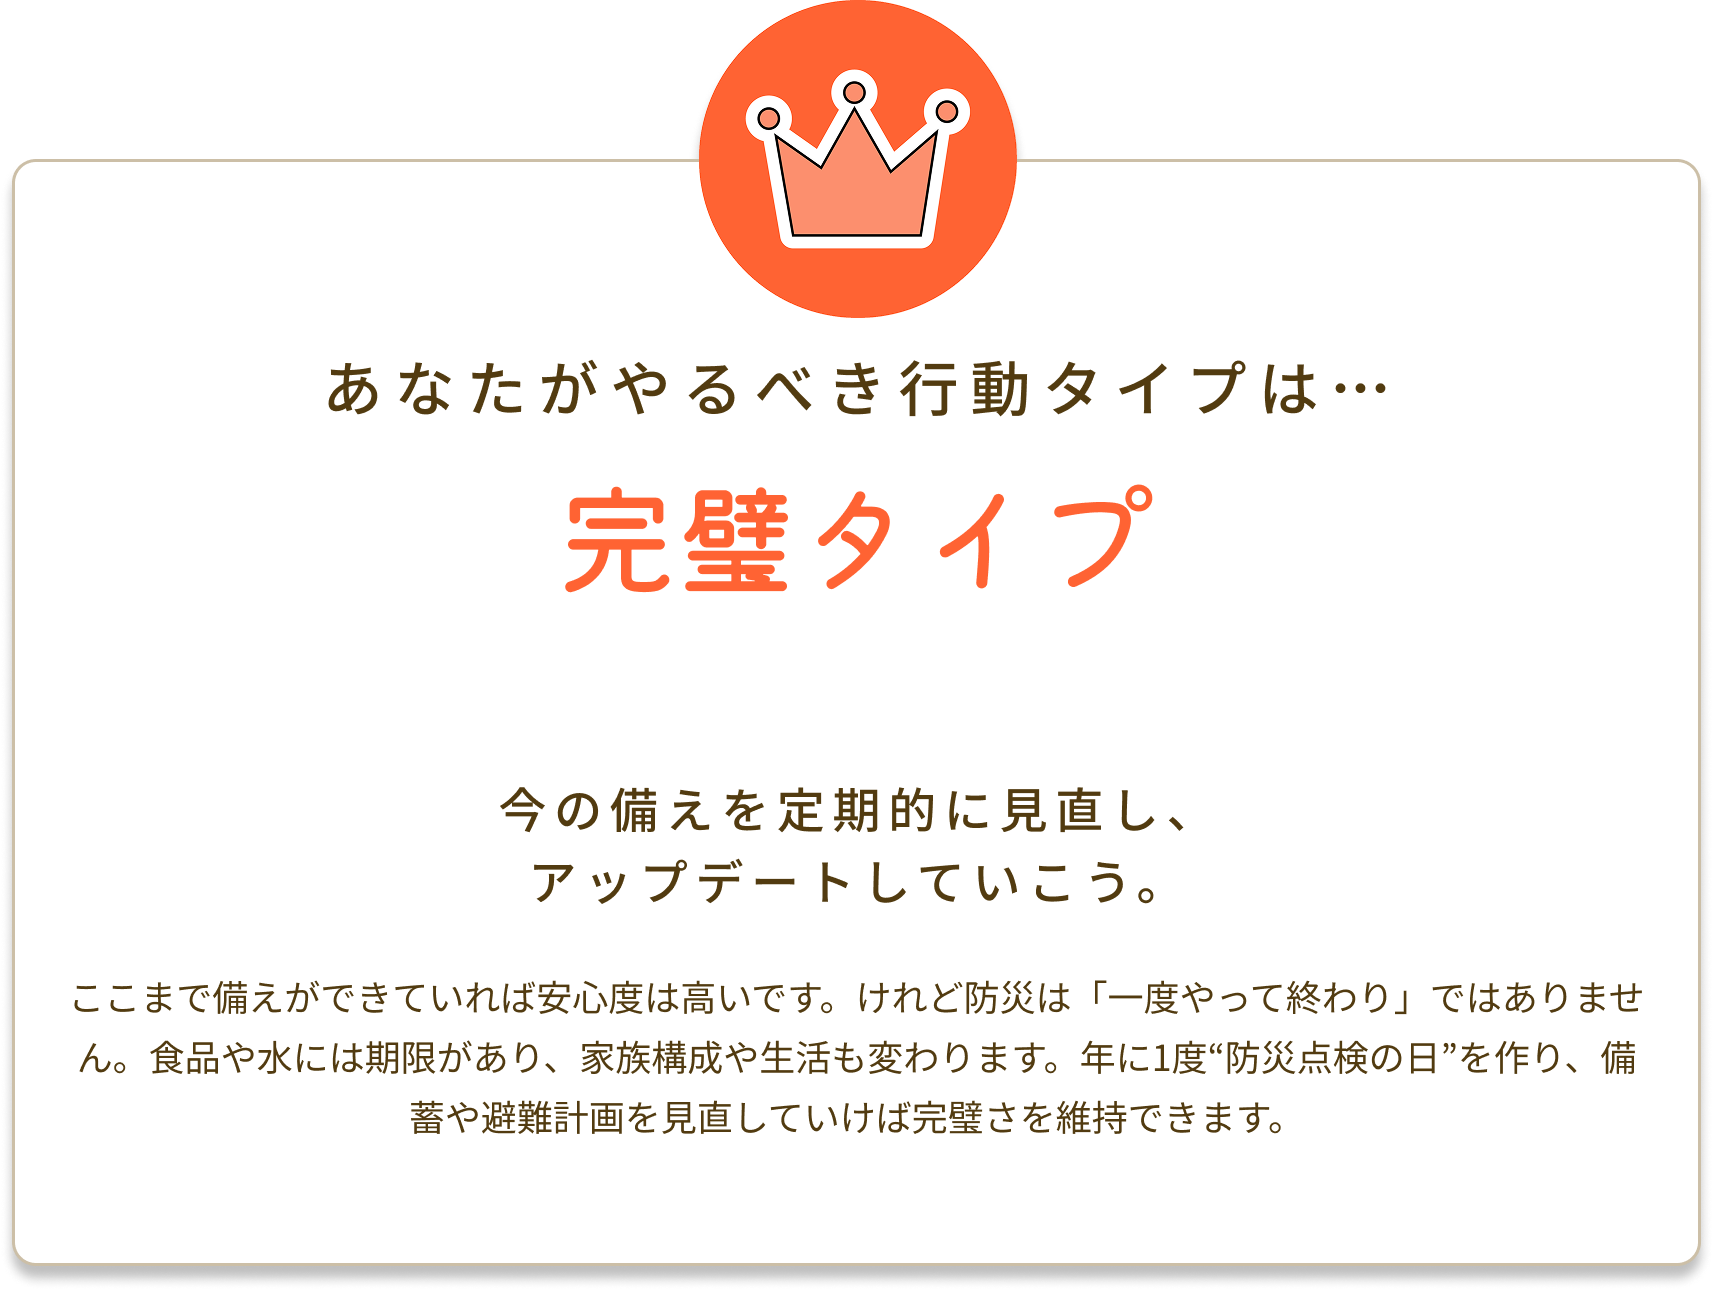 あなたがやるべき行動タイプは…
完璧タイプ
今の備えを定期的に見直し、
アップデートしていこう。
ここまで備えができていれば安心度は高いです。けれど防災は「一度やって終わり」ではありませ
ん。食品や水には期限があり、家族構成や生活も変わります。年に1度“防災点検の日”を作り、備
蓄や避難計画を見直していけば完璧さを維持できます。